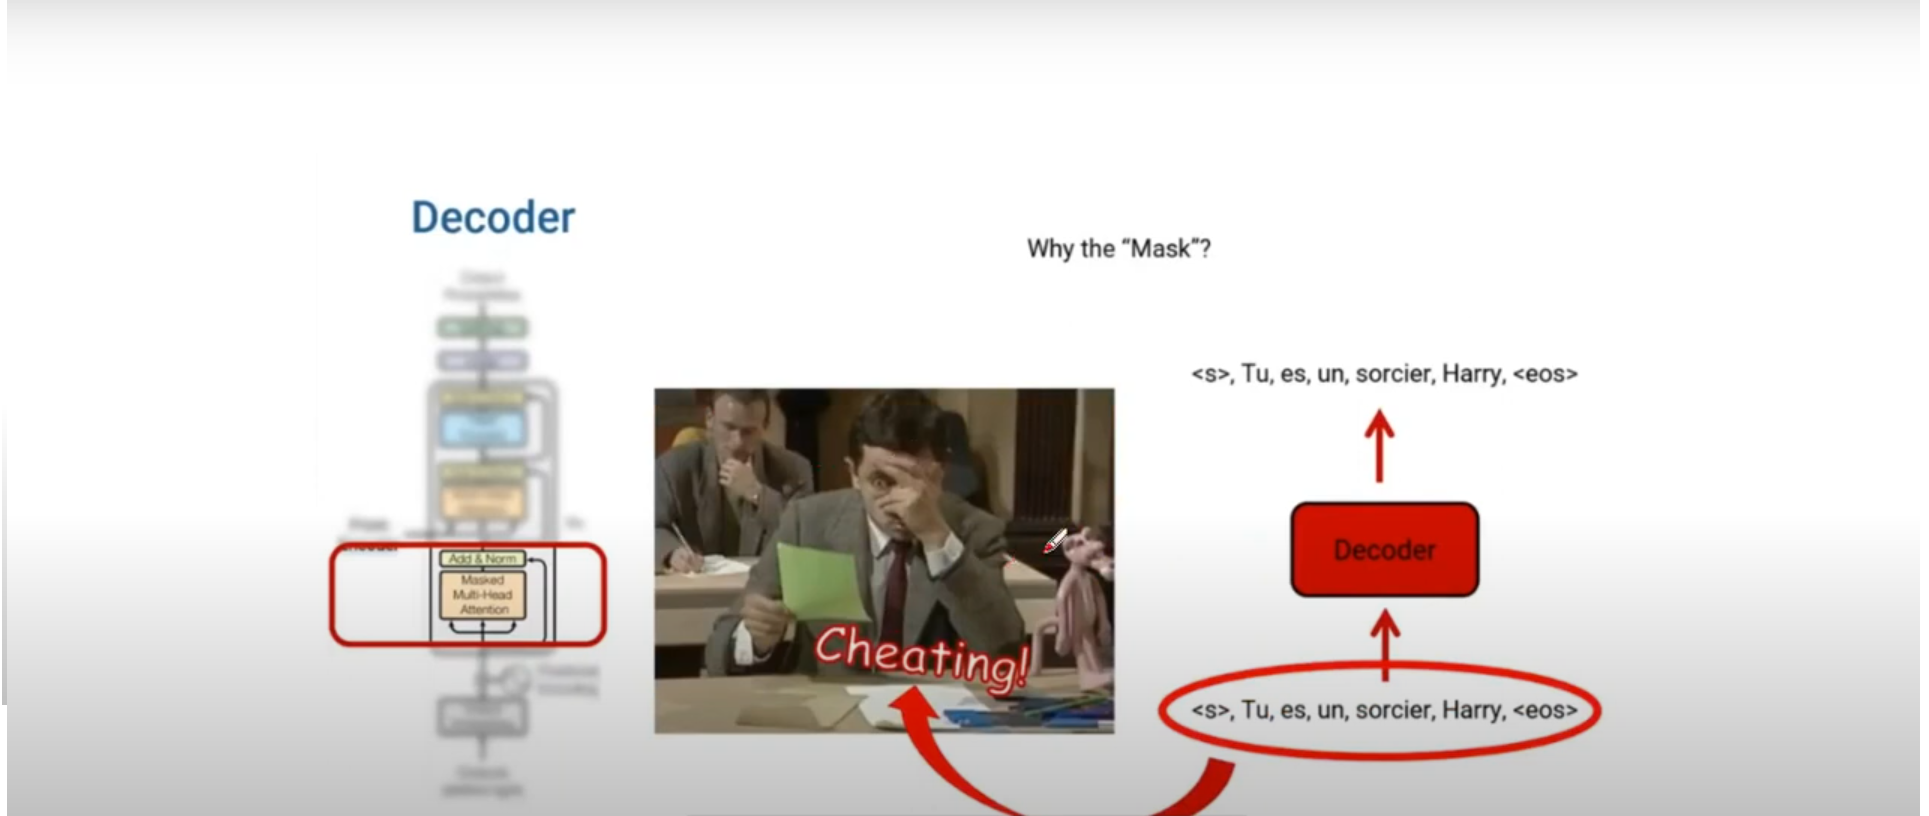 Decoder
Why the “Mask”?
<s>, Tu, es, un, sorcier, Harry, <eos>
Decoder
Add & Norm
Masked
Multi-Head
Attention
Cheating!
<s>, Tu, es, un, sorcier, Harry, <eos>